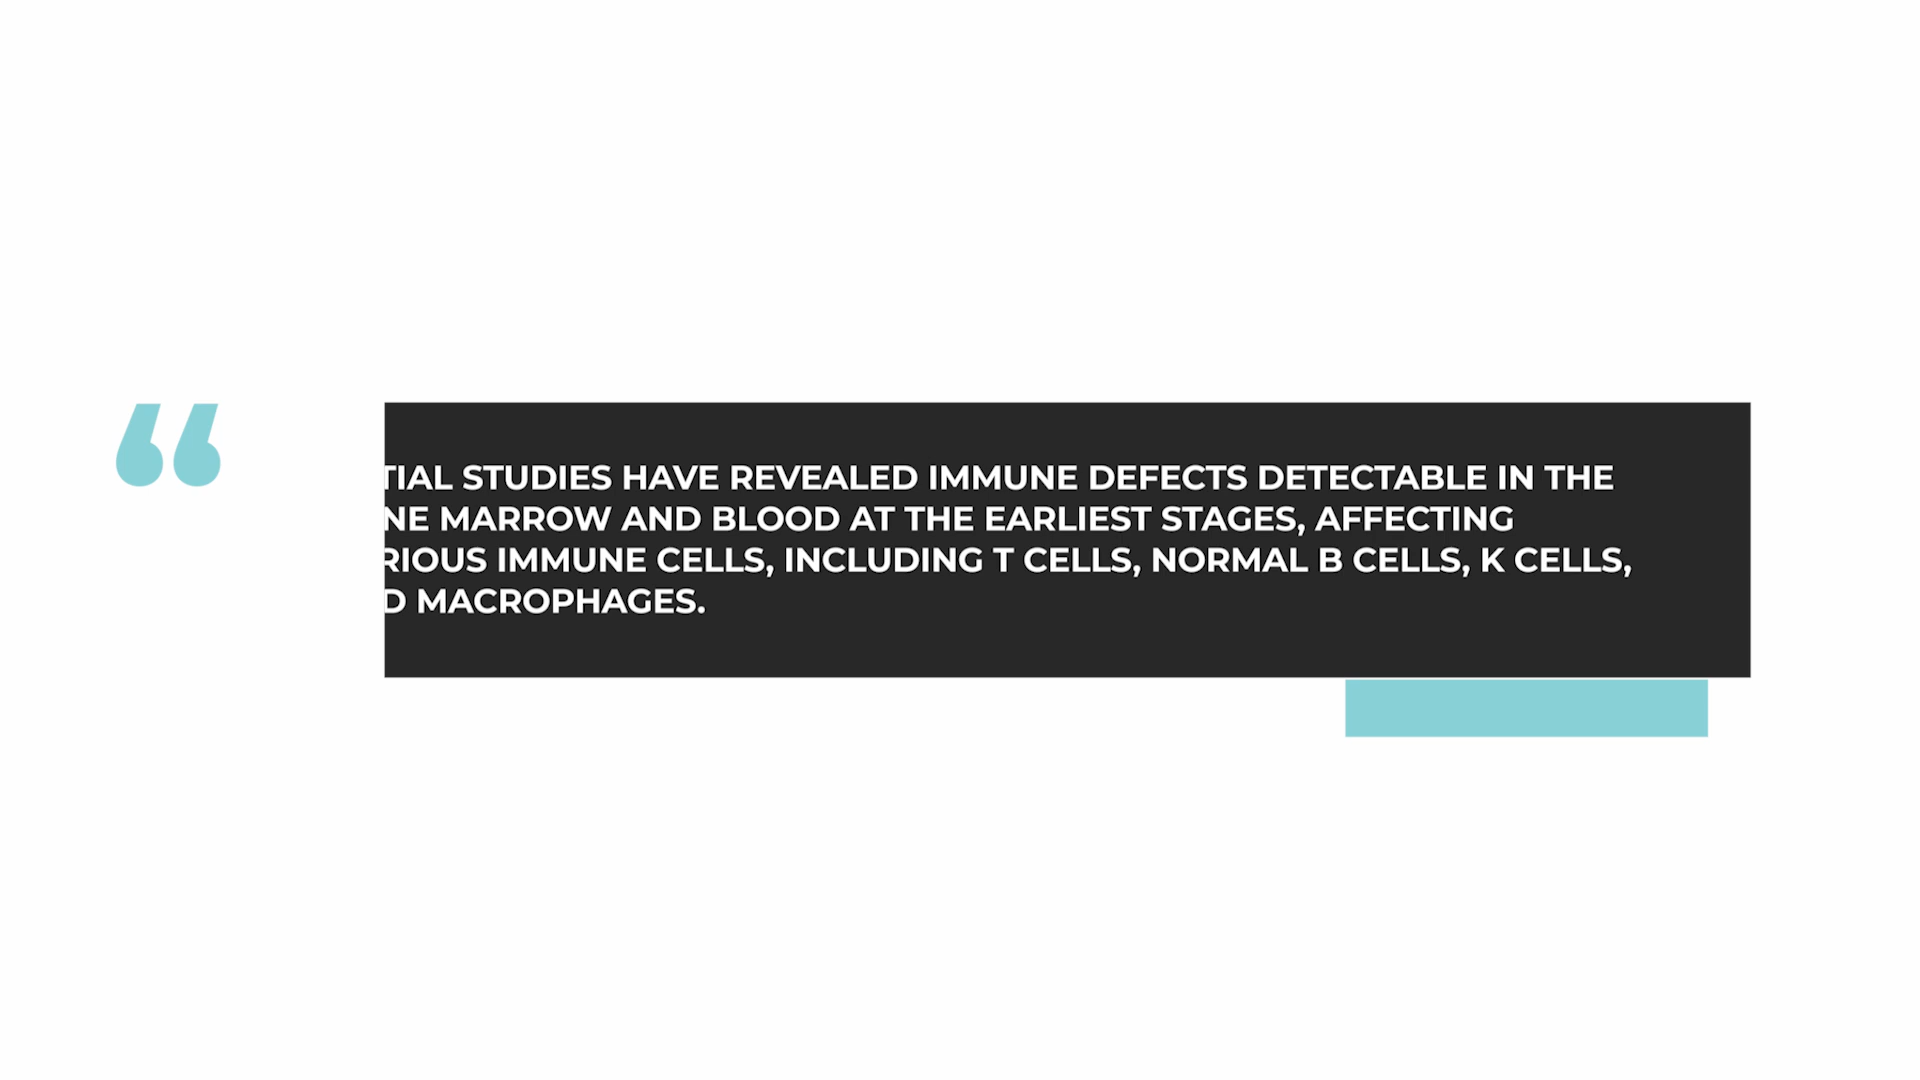 TIAL STUDIES HAVE REVEALED IMMUNE DEFECTS DETECTABLE IN THE
NE MARROW AND BLOOD AT THE EARLIEST STAGES, AFFECTING
RIOUS IMMUNE CELLS, INCLUDING T CELLS, NORMAL B CELLS, K CELLS,
D MACROPHAGES.